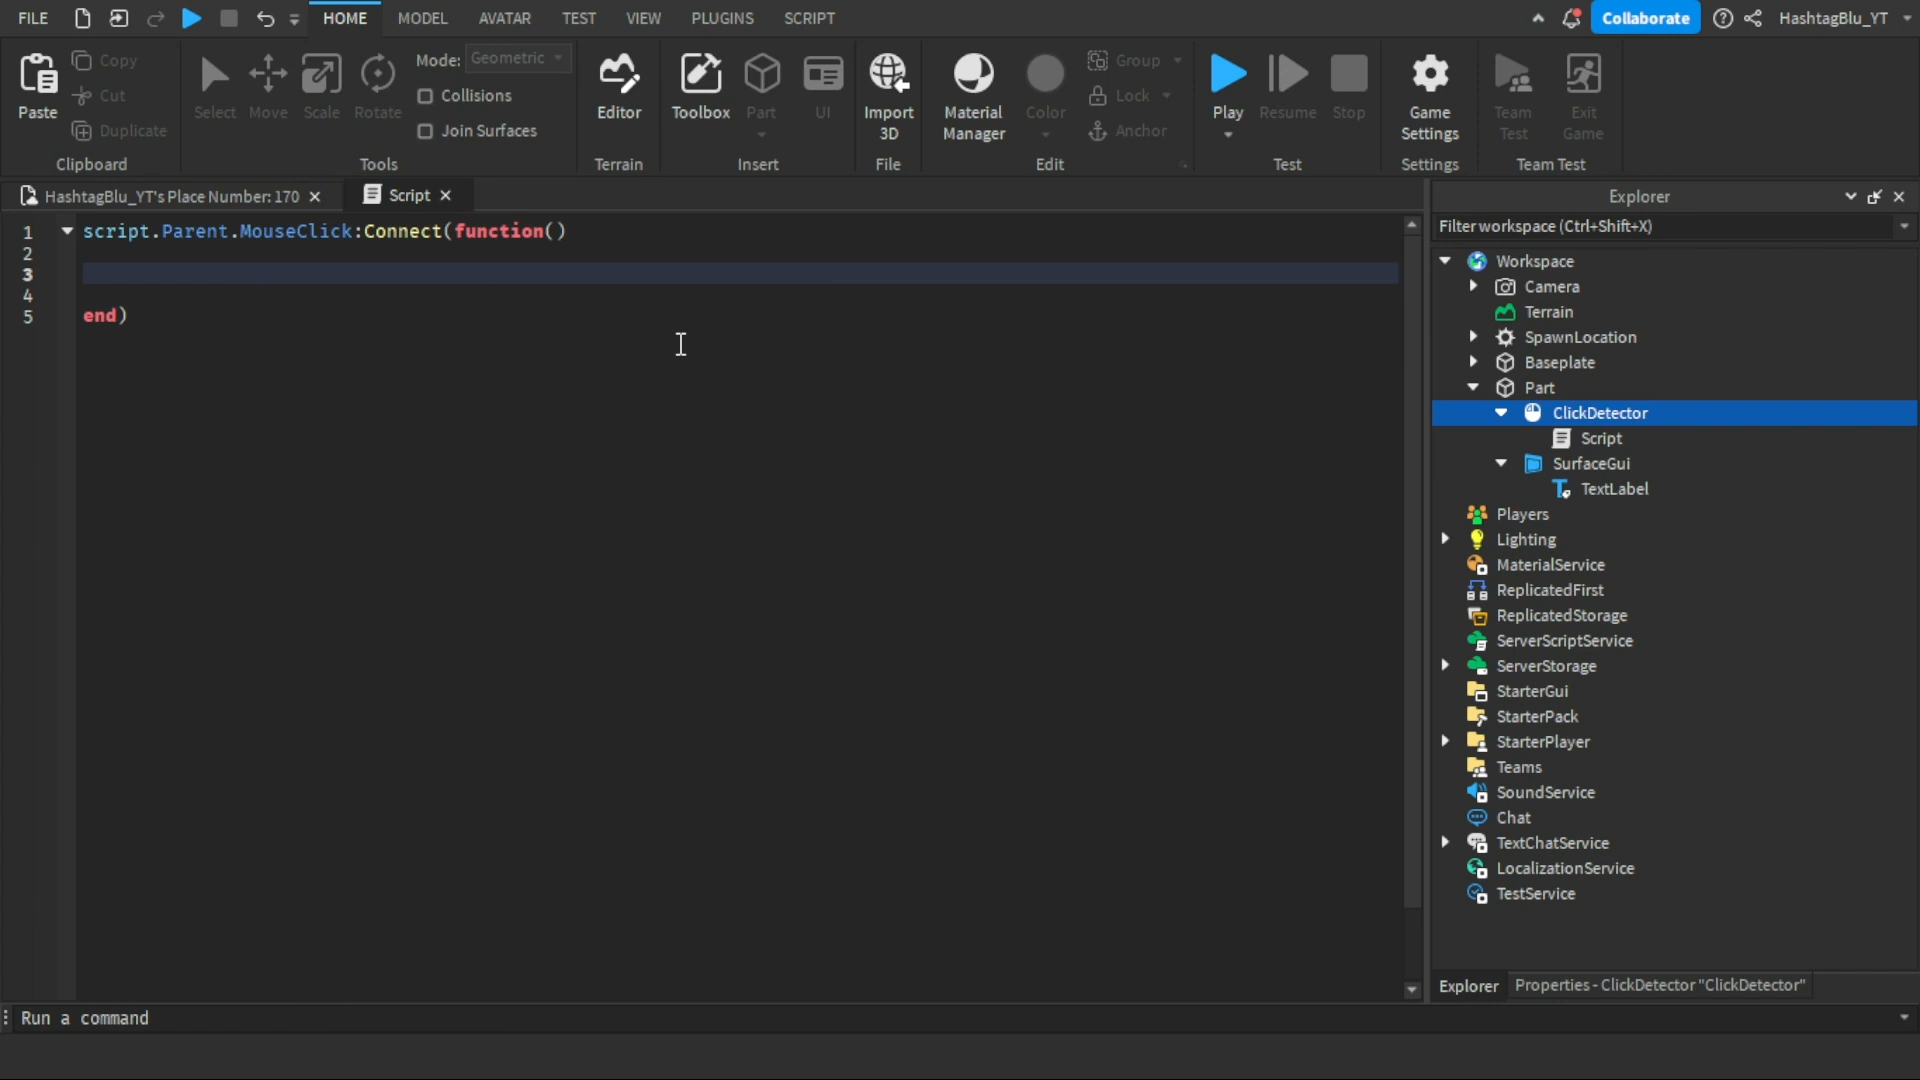 FILE HOME MODEL AVATAR TEST VIEW PLUGINS SCRIPT Collaborate HashtagBlu_YT
Paste
Copy
Cut
Duplicate
Clipboard
Select Move Scale Rotate
Mode: Geometric
Collisions
Join Surfaces
Tools
Editor
Terrain
Toolbox Part UI
Insert
Import
3D
File
Material
Manager
Color
Group
Lock
Anchor
Edit
Play Resume Stop
Test
Game
Settings
Settings
Team
Test
Exit
Game
Team Test
HashtagBlu_YT's Place Number: 170
Script
1 script.Parent.MouseClick:Connect(function()
2
3
4
5 end)
Explorer
Filter workspace (Ctrl+Shift+X)
Workspace
Camera
Terrain
SpawnLocation
Baseplate
Part
ClickDetector
Script
SurfaceGui
TextLabel
Players
Lighting
MaterialService
ReplicatedFirst
ReplicatedStorage
ServerScriptService
ServerStorage
StarterGui
StarterPack
StarterPlayer
Teams
SoundService
Chat
TextChatService
LocalizationService
TestService
Explorer Properties - ClickDetector "ClickDetector"
Run a command